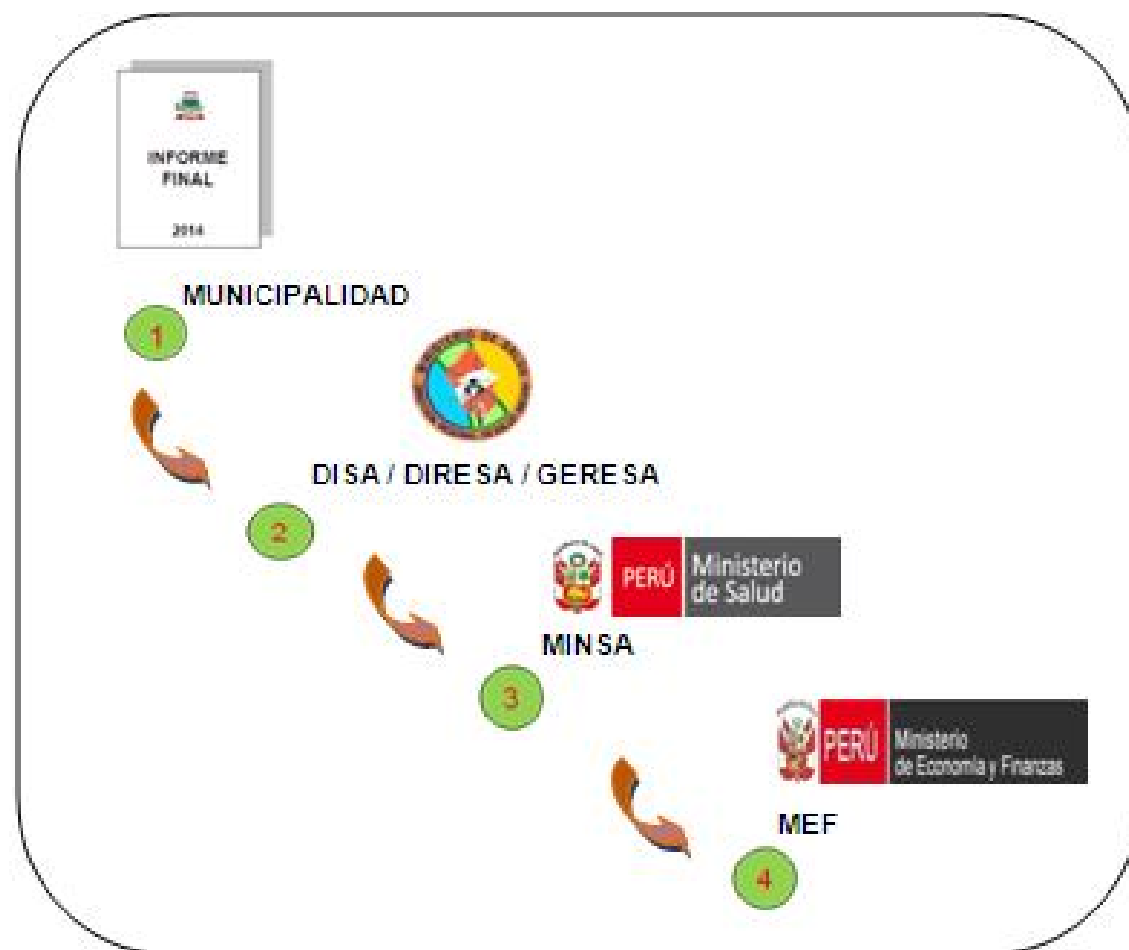 INFORME
FINAL
2014
MUNICIPALIDAD
1
DISA / DIRESA / GERESA
2
PERÚ
Ministerio
de Salud
MINSA
3
PERÚ
Ministerio
de Economía y Finanzas
MEF
4